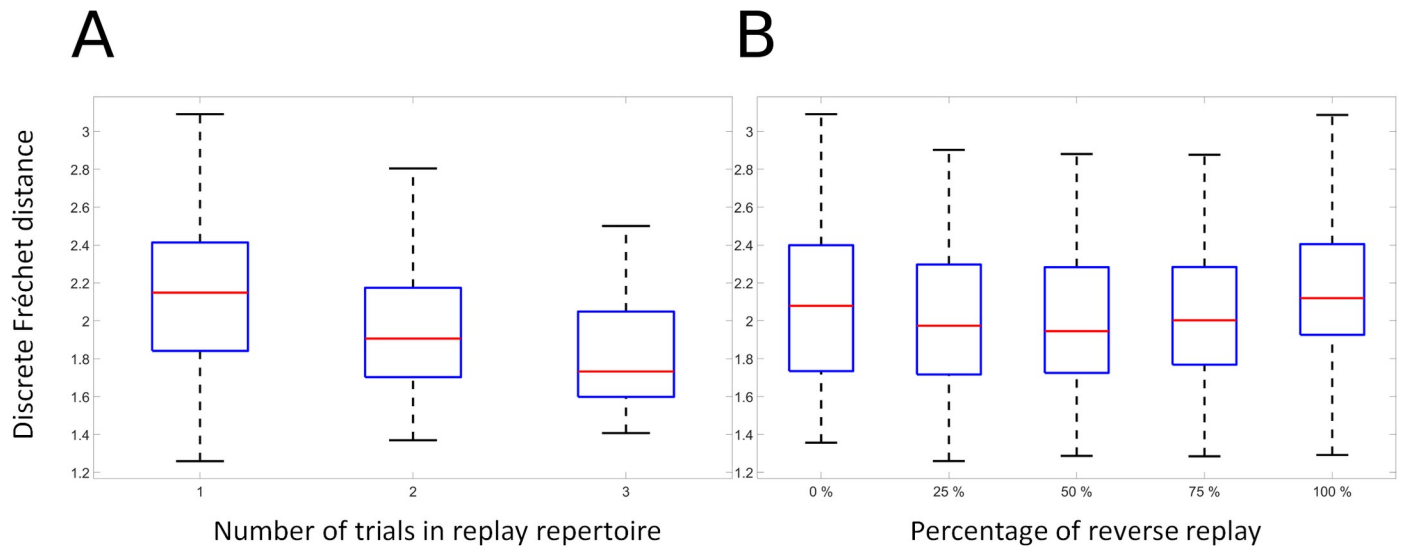 A
B
Discrete Fréchet distance
3
2.8
2.6
2.4
2.2
2
1.8
1.6
1.4
1.2
1 2 3
Number of trials in replay repertoire
3
2.8
2.6
2.4
2.2
2
1.8
1.6
1.4
1.2
0 % 25 % 50 % 75 % 100 %
Percentage of reverse replay